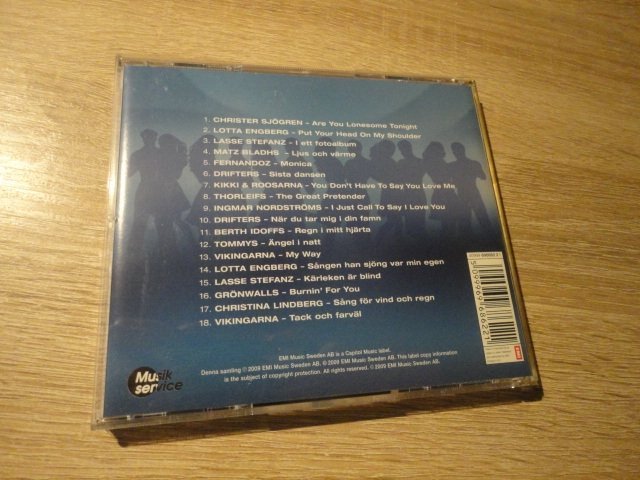 1. CHRISTER SJÖGREN – Are You Lonesome Tonight
2. LOTTA ENGBERG – Put Your Head On My Shoulder
3. LASSE STEFANZ – I ett fotoalbum
4. MATZ BLADHS – Ljus och värme
5. FERNANDOZ – Monica
6. DRIFTERS – Sista dansen
7. KIKKI & ROOSARNA – You Don't Have To Say You Love Me
8. THORLEIFS – The Great Pretender
9. INGMAR NORDSTRÖMS – I Just Call To Say I Love You
10. DRIFTERS – När du tar mig i din famn
11. BERTH IDOFFS – Regn i mitt hjärta
12. TOMMYS – Ängel i natt
13. VIKINGARNA – My Way
14. LOTTA ENGBERG – Sången han sjöng var min egen
15. LASSE STEFANZ – Kärleken är blind
16. GRÖNWALLS – Burnin' For You
17. CHRISTINA LINDBERG – Sång för vind och regn
18. VIKINGARNA – Tack och farväl
EMI Music Sweden AB is a Capitol Music label.
Denna samling ℗ 2009 EMI Music Sweden AB. © 2009 EMI Music Sweden AB. This label copy information
is the subject of copyright protection. All rights reserved. © 2009 EMI Music Sweden AB.
Musik
service
5 099969 686221
EMI